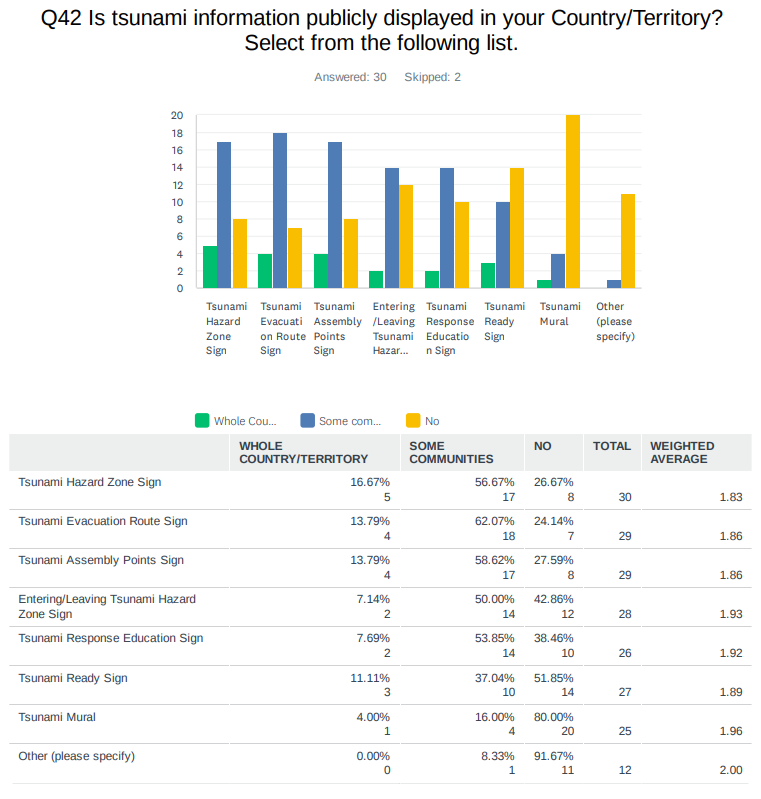 Q42 Is tsunami information publicly displayed in your Country/Territory?
Select from the following list.
Answered: 30 Skipped: 2
20
18
16
14
12
10
8
6
4
2
0
Tsunami Hazard Zone Sign
Tsunami Evacuati on Route Sign
Tsunami Assembly Points Sign
Entering /Leaving Tsunami Hazar...
Tsunami Response Educatio n Sign
Tsunami Ready Sign
Tsunami Mural
Other (please specify)
Whole Cou... Some com... No
WHOLE COUNTRY/TERRITORY SOME COMMUNITIES NO TOTAL WEIGHTED AVERAGE
Tsunami Hazard Zone Sign 16.67% 56.67% 26.67%
5 17 8 30 1.83
Tsunami Evacuation Route Sign 13.79% 62.07% 24.14%
4 18 7 29 1.86
Tsunami Assembly Points Sign 13.79% 58.62% 27.59%
4 17 8 29 1.86
Entering/Leaving Tsunami Hazard 7.14% 50.00% 42.86%
Zone Sign 2 14 12 28 1.93
Tsunami Response Education Sign 7.69% 53.85% 38.46%
2 14 10 26 1.92
Tsunami Ready Sign 11.11% 37.04% 51.85%
3 10 14 27 1.89
Tsunami Mural 4.00% 16.00% 80.00%
1 4 20 25 1.96
Other (please specify) 0.00% 8.33% 91.67%
0 1 11 12 2.00